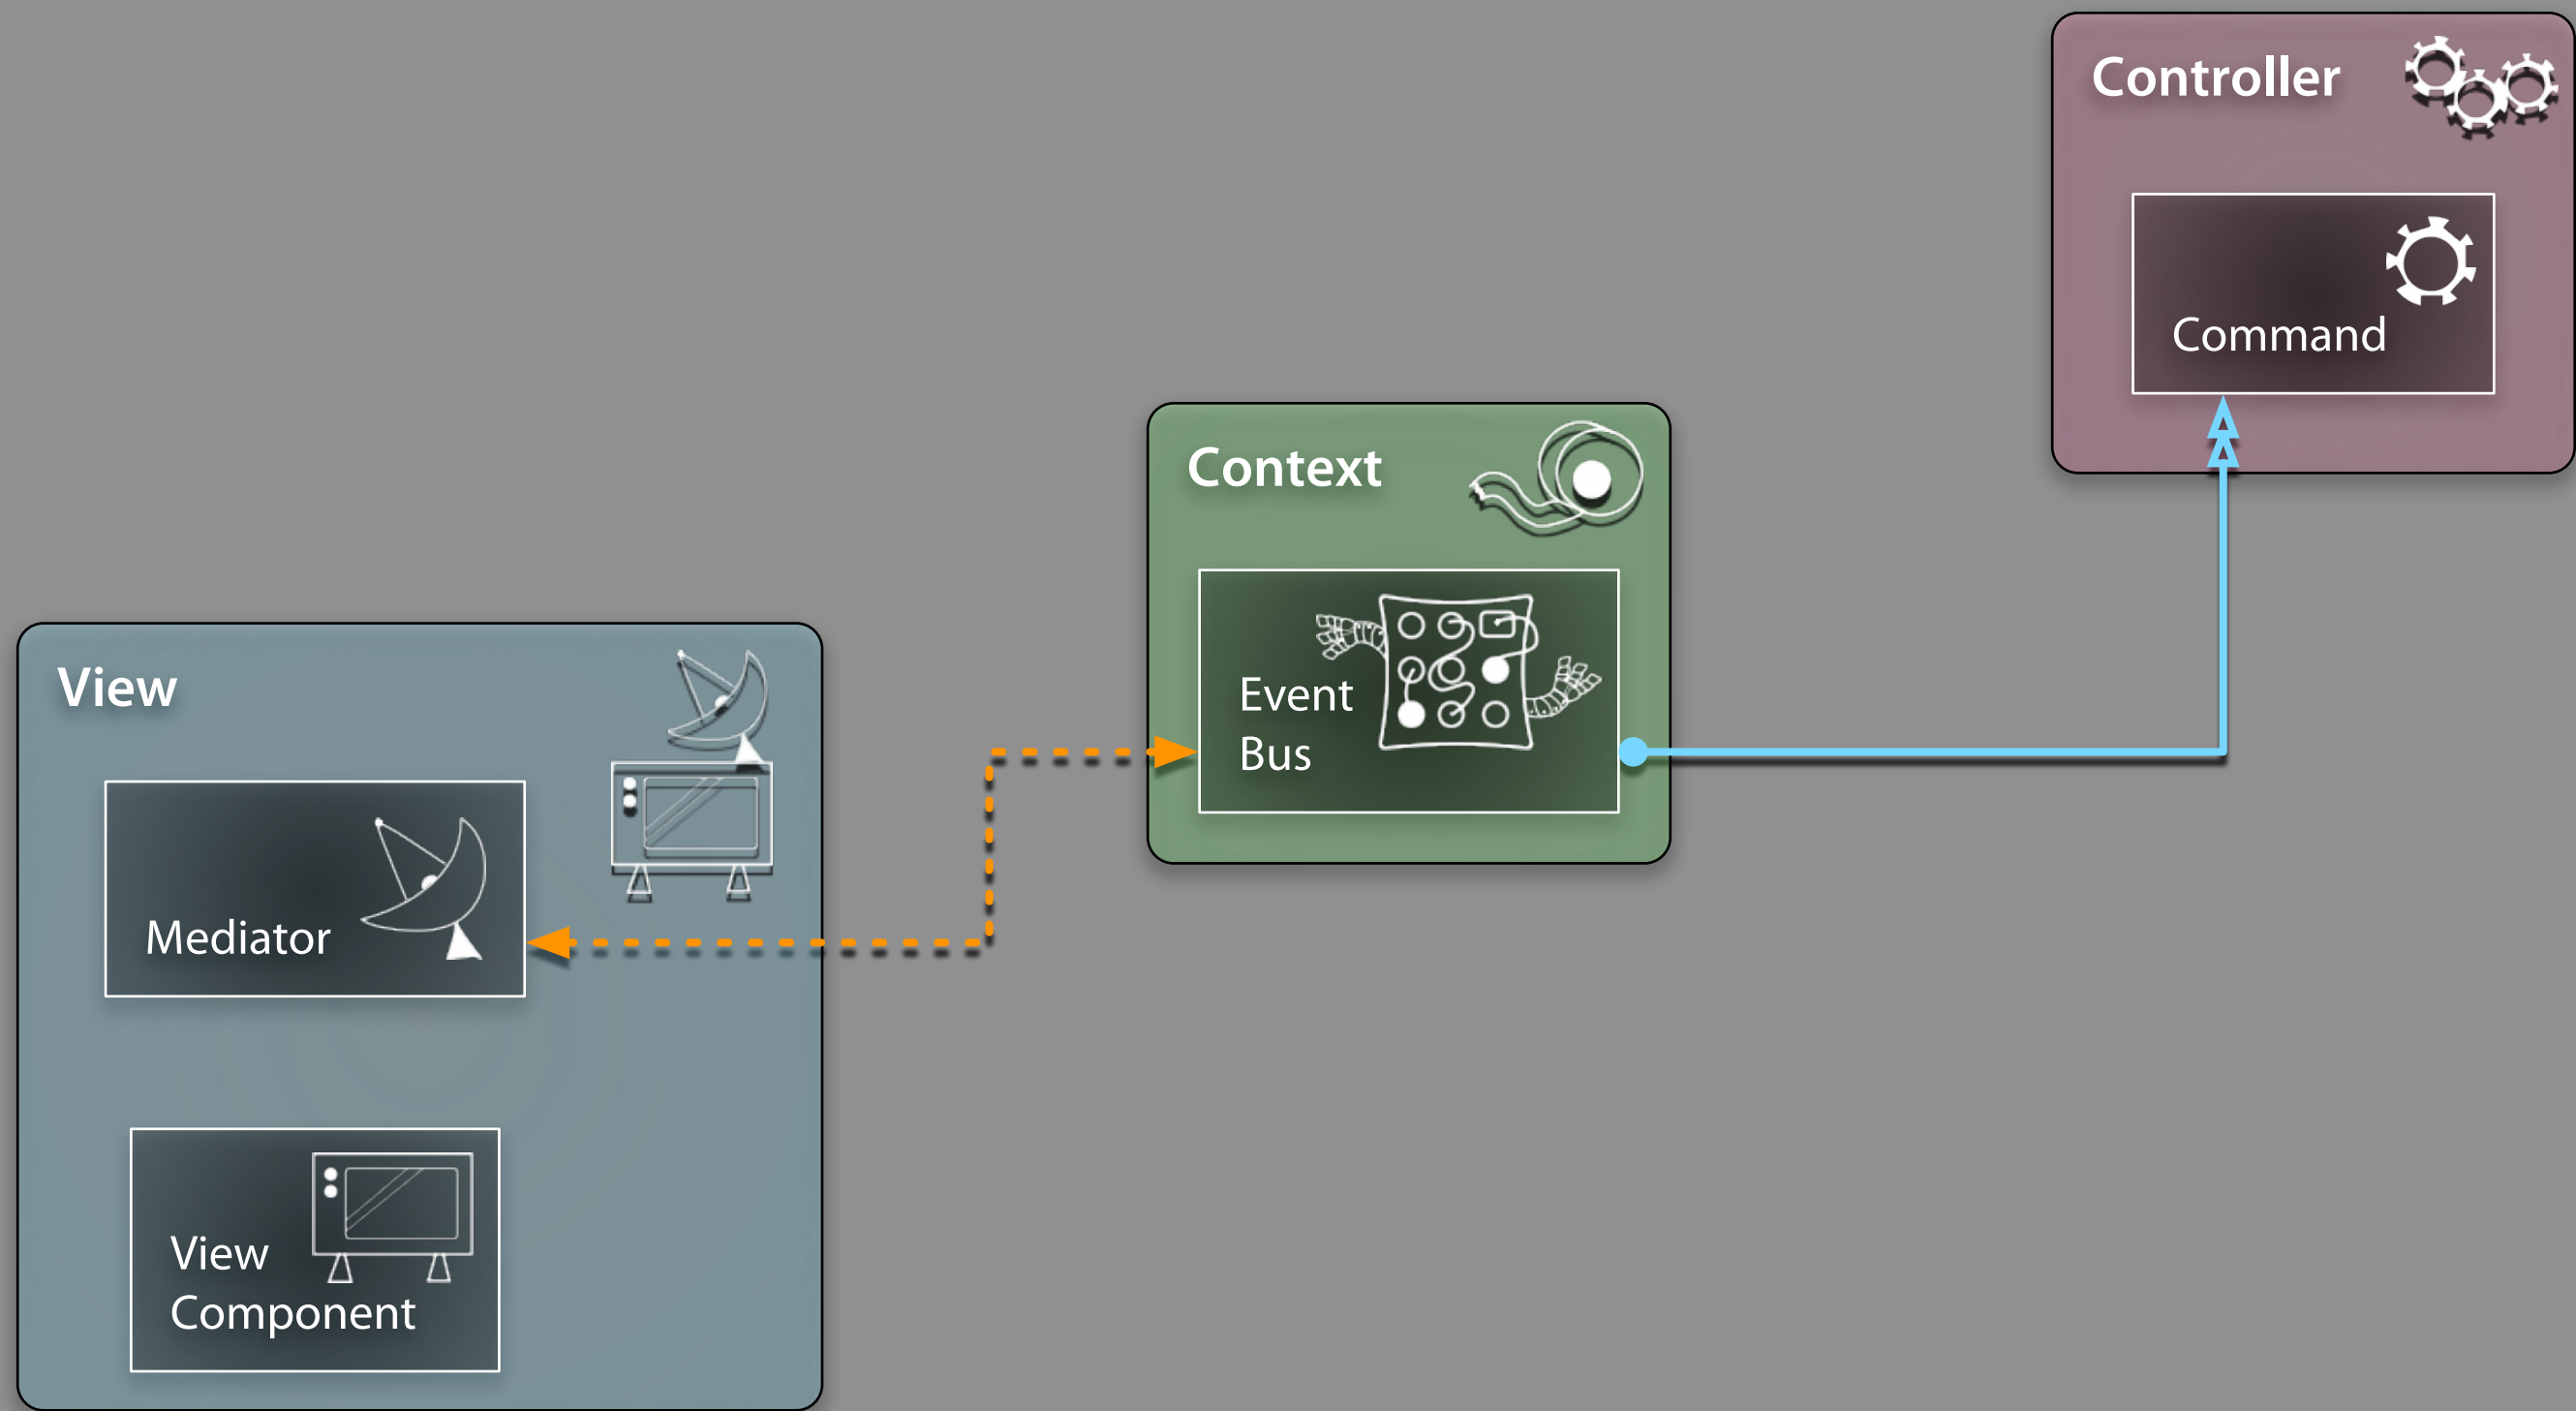 Controller
Command
Context
Event
Bus
View
Mediator
View
Component